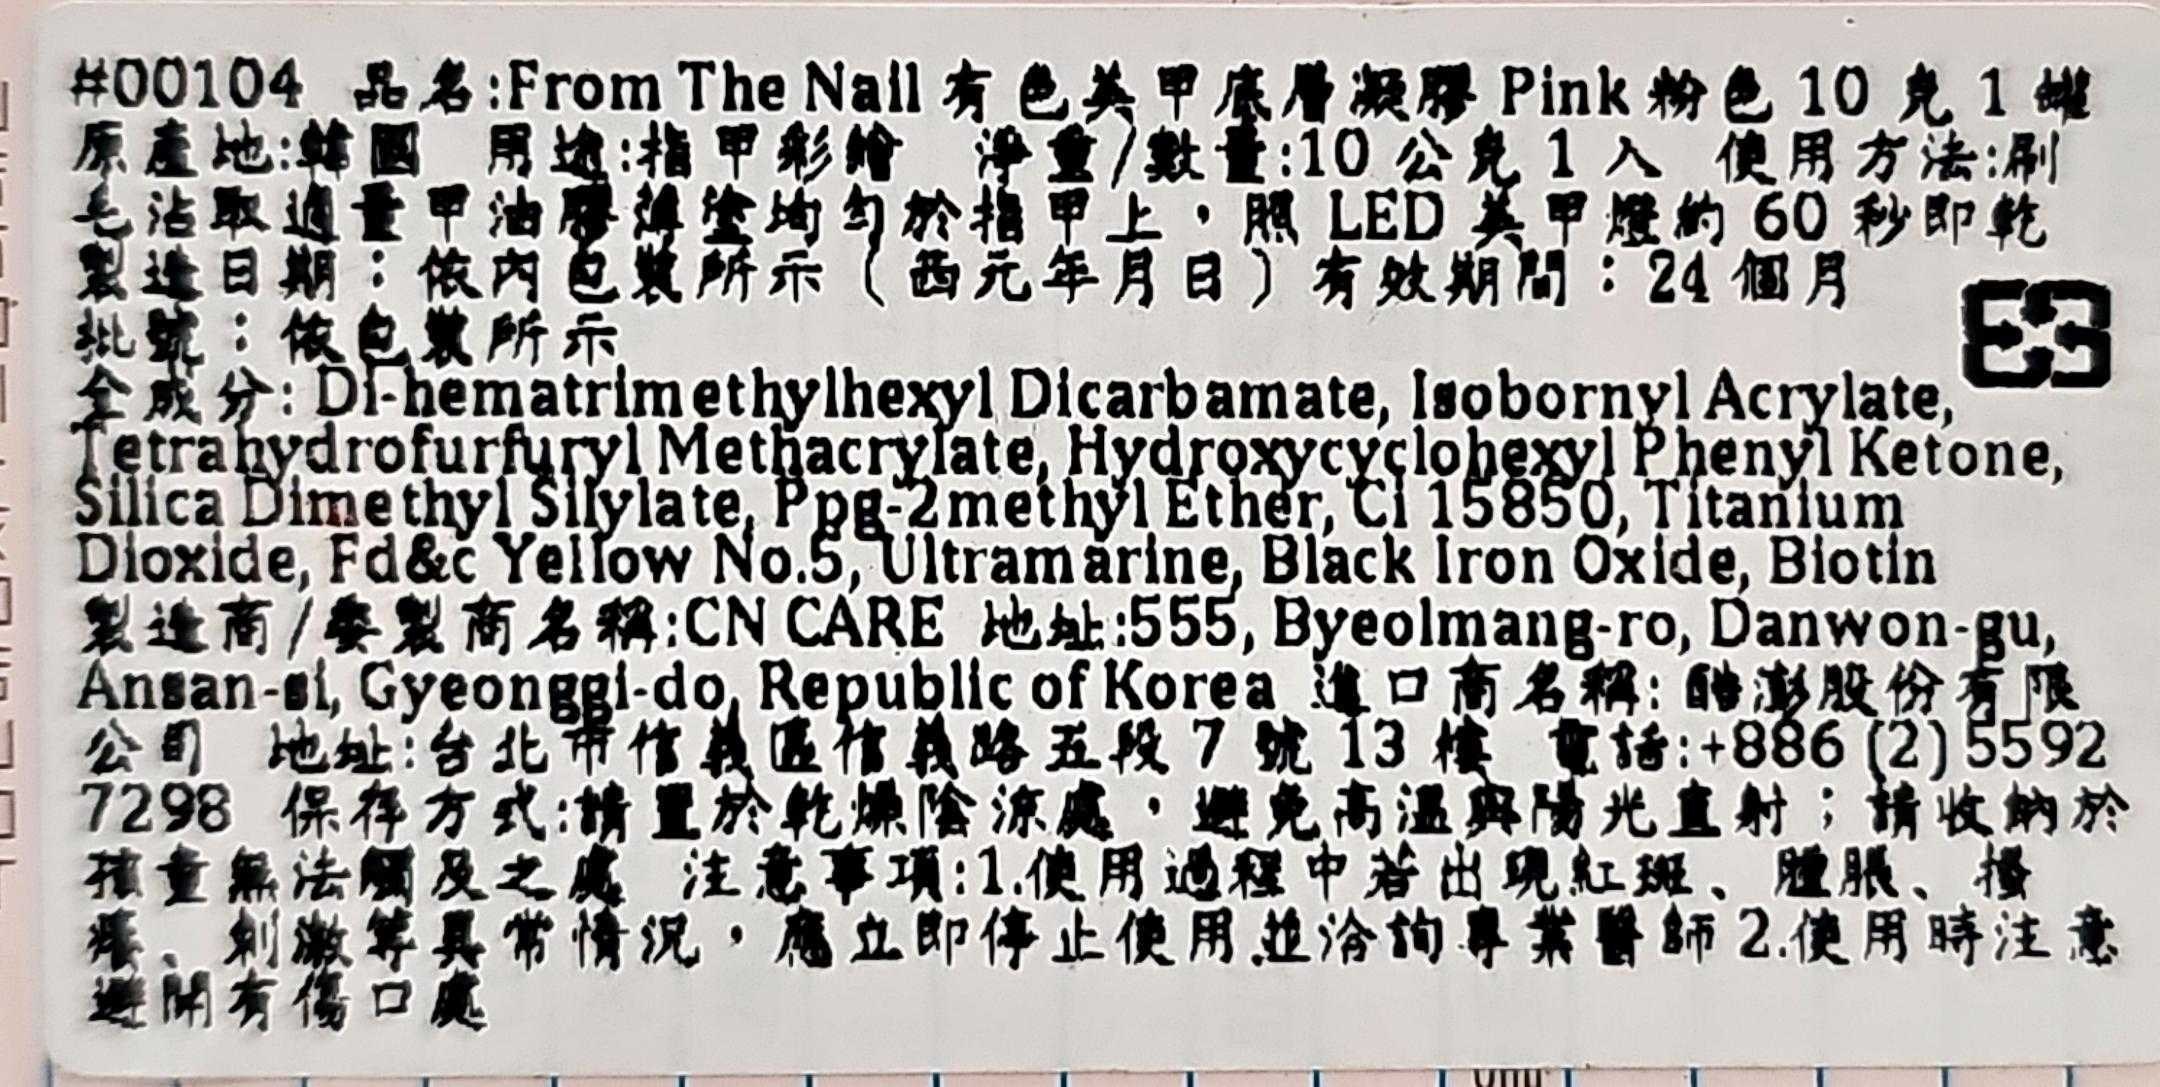 #00104 品名:From The Nail 有色美甲底層凝膠 Pink 粉色 10 克 1 罐
原產地:韓國 用途:指甲彩繪 淨重/數量:10 公克 1 入 使用方法:刷
毛沾取適量甲油膠薄塗均勻於指甲上，照 LED 美甲燈約 60 秒即乾
製造日期：依內包裝所示（西元年月日）有效期間：24 個月
批號：依包裝所示
全成分: Di-hematrimethylhexyl Dicarbamate, Isobornyl Acrylate,
Tetrahydrofurfuryl Methacrylate, Hydroxycyclohexyl Phenyl Ketone,
Silica Dimethyl Silylate, Ppg-2methyl Ether, Ci 15850, Titanium
Dioxide, Fd&c Yellow No.5, Ultramarine, Black Iron Oxide, Biotin
製造商/委製商名稱:CN CARE 地址:555, Byeolmang-ro, Danwon-gu,
Ansan-si, Gyeonggi-do, Republic of Korea 進口商名稱: 酷澎股份有限
公司 地址:台北市信義區信義路五段 7 號 13 樓 電話:+886 (2) 5592
7298 保存方式:請置於乾燥陰涼處，避免高溫與陽光直射；請收納於
孩童無法觸及之處 注意事項:1.使用過程中若出現紅斑、腫脹、搔
癢、刺激等異常情況，應立即停止使用並洽詢專業醫師 2.使用時注意
避開有傷口處